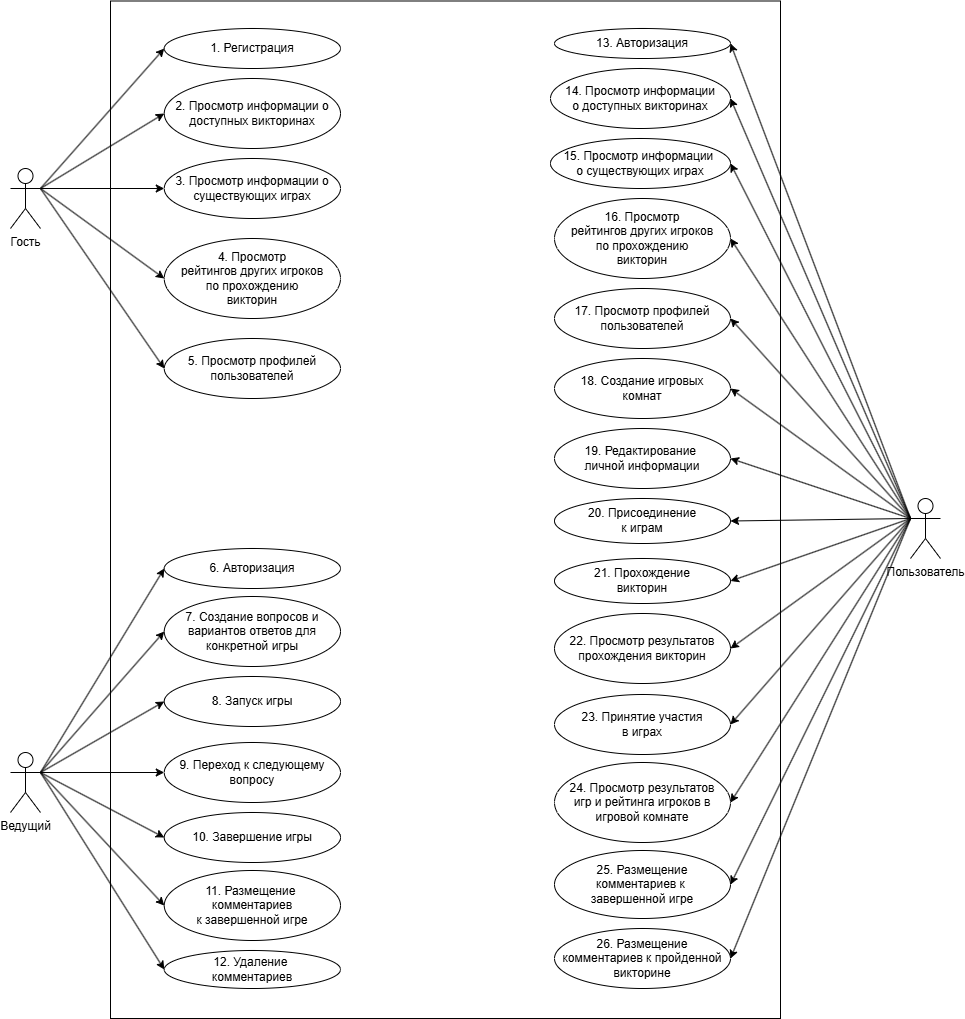 1. Регистрация
2. Просмотр информации о
доступных викторинах
3. Просмотр информации о
существующих играх
4. Просмотр
рейтингов других игроков
по прохождению
викторин
5. Просмотр профилей
пользователей
Гость
6. Авторизация
7. Создание вопросов и
вариантов ответов для
конкретной игры
8. Запуск игры
9. Переход к следующему
вопросу
10. Завершение игры
11. Размещение
комментариев
к завершенной игре
12. Удаление
комментариев
Ведущий
13. Авторизация
14. Просмотр информации
о доступных викторинах
15. Просмотр информации
о существующих играх
16. Просмотр
рейтингов других игроков
по прохождению
викторин
17. Просмотр профилей
пользователей
18. Создание игровых
комнат
19. Редактирование
личной информации
20. Присоединение
к играм
21. Прохождение
викторин
22. Просмотр результатов
прохождения викторин
23. Принятие участия
в играх
24. Просмотр результатов
игр и рейтинга игроков в
игровой комнате
25. Размещение
комментариев к
завершенной игре
26. Размещение
комментариев к пройденной
викторине
Пользователь